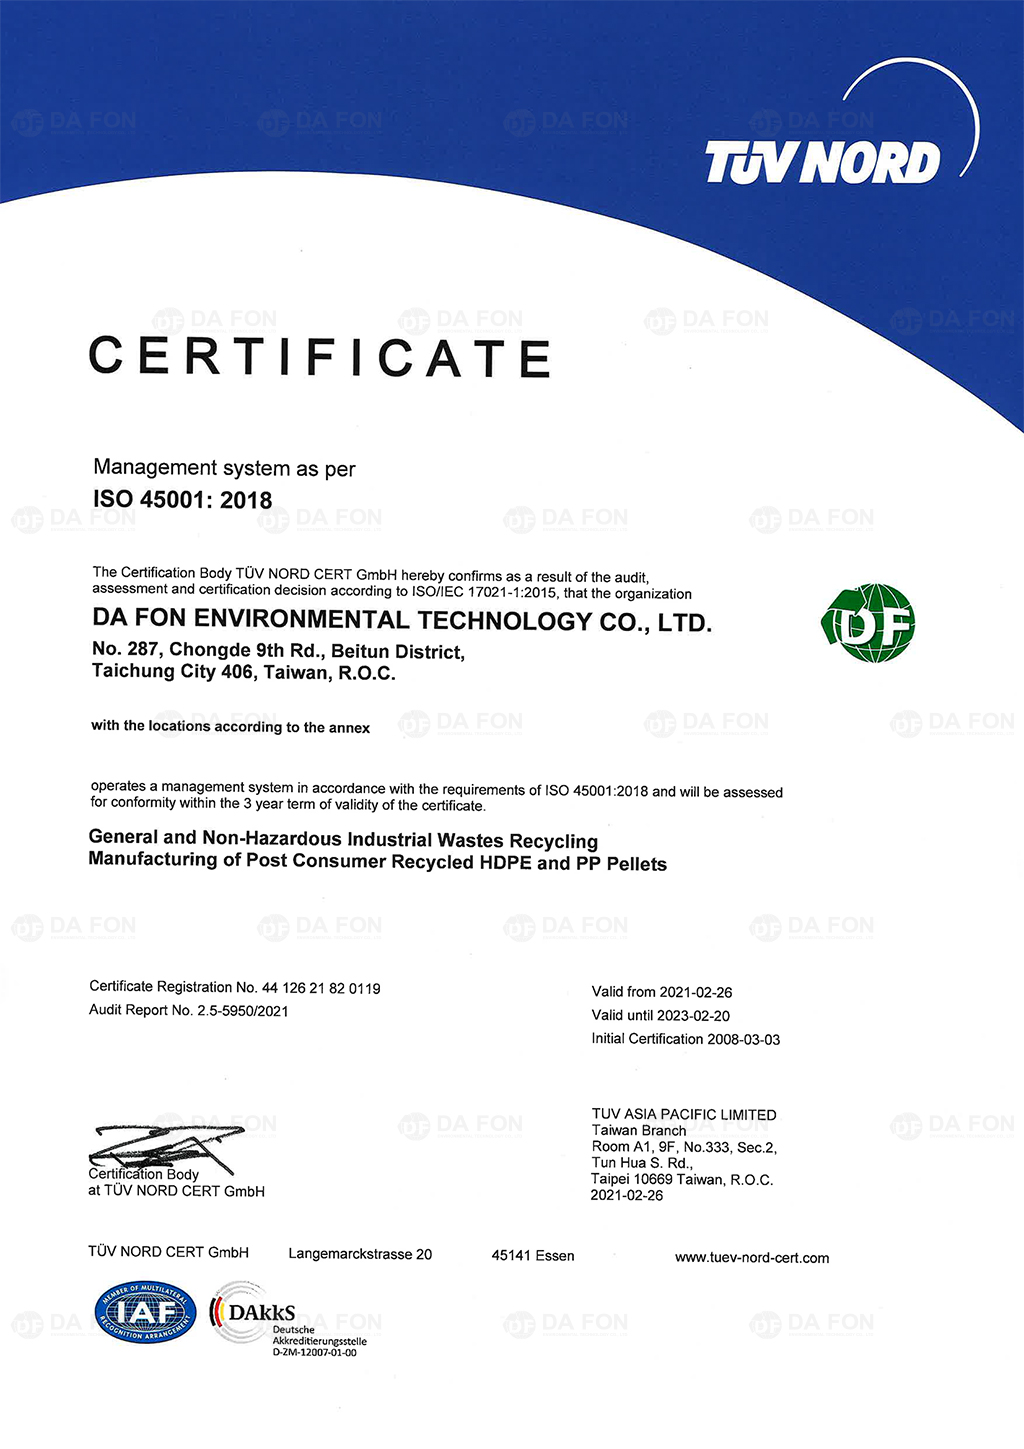 TÜV NORD
CERTIFICATE
Management system as per
ISO 45001: 2018
The Certification Body TÜV NORD CERT GmbH hereby confirms as a result of the audit,
assessment and certification decision according to ISO/IEC 17021-1:2015, that the organization
DA FON ENVIRONMENTAL TECHNOLOGY CO., LTD.
No. 287, Chongde 9th Rd., Beitun District,
Taichung City 406, Taiwan, R.O.C.
DF
with the locations according to the annex
operates a management system in accordance with the requirements of ISO 45001:2018 and will be assessed
for conformity within the 3 year term of validity of the certificate.
General and Non-Hazardous Industrial Wastes Recycling
Manufacturing of Post Consumer Recycled HDPE and PP Pellets
Certificate Registration No. 44 126 21 82 0119
Audit Report No. 2.5-5950/2021
Valid from 2021-02-26
Valid until 2023-02-20
Initial Certification 2008-03-03
Certification Body
at TÜV NORD CERT GmbH
TUV ASIA PACIFIC LIMITED
Taiwan Branch
Room A1, 9F, No.333, Sec.2,
Tun Hua S. Rd.,
Taipei 10669 Taiwan, R.O.C.
2021-02-26
TÜV NORD CERT GmbH Langemarckstrasse 20 45141 Essen www.tuev-nord-cert.com
MEMBER OF MULTILATERAL
IAF
RECOGNITION ARRANGEMENT
DAkkS
Deutsche
Akkreditierungsstelle
D-ZM-12007-01-00
DF DA FON